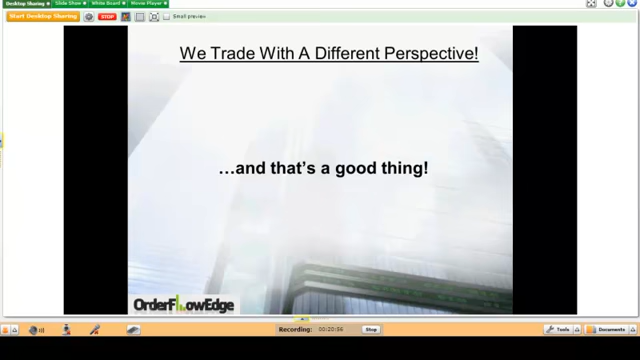 Desktop Sharing Slide Show White Board Movie Player
Start Desktop Sharing STOP Small preview
We Trade With A Different Perspective!
…and that's a good thing!
OrderFlowEdge
Recording: 00:20:56 Stop Tools Documents